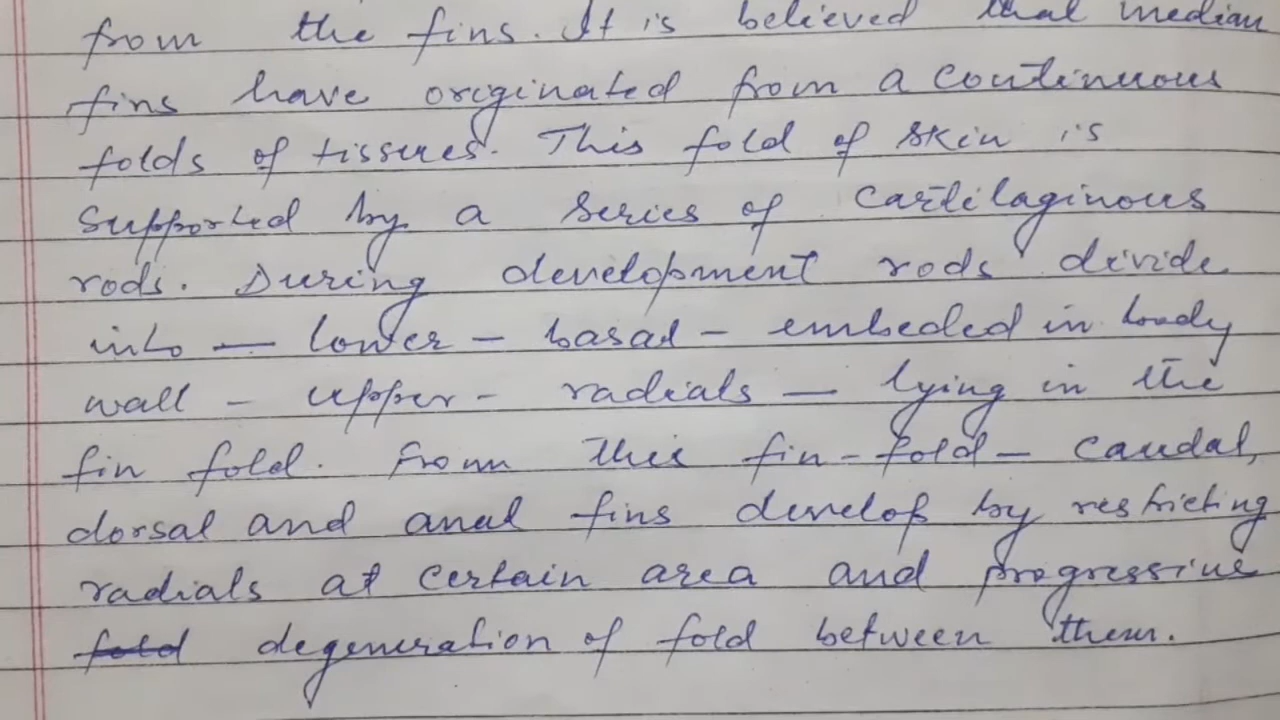 from the fins. It is believed that median
fins have originated from a continuous
folds of tissues. This fold of skin is
supported by a series of cartilaginous
rods. During development rods divide
into — lower – basal – embeded in body
wall – upper – radials — lying in the
fin fold. From this fin-fold – caudal,
dorsal and anal fins develop by restricting
radials at certain area and progressive
fold degeneration of fold between them.